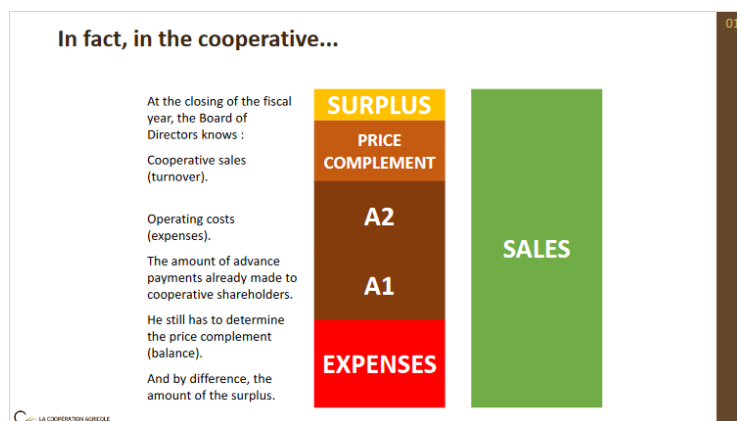 In fact, in the cooperative...
01
At the closing of the fiscal
year, the Board of
Directors knows :
Cooperative sales
(turnover).
Operating costs
(expenses).
The amount of advance
payments already made to
cooperative shareholders.
He still has to determine
the price complement
(balance).
And by difference, the
amount of the surplus.
SURPLUS
PRICE
COMPLEMENT
A2
A1
EXPENSES
SALES
LA COOPÉRATION AGRICOLE